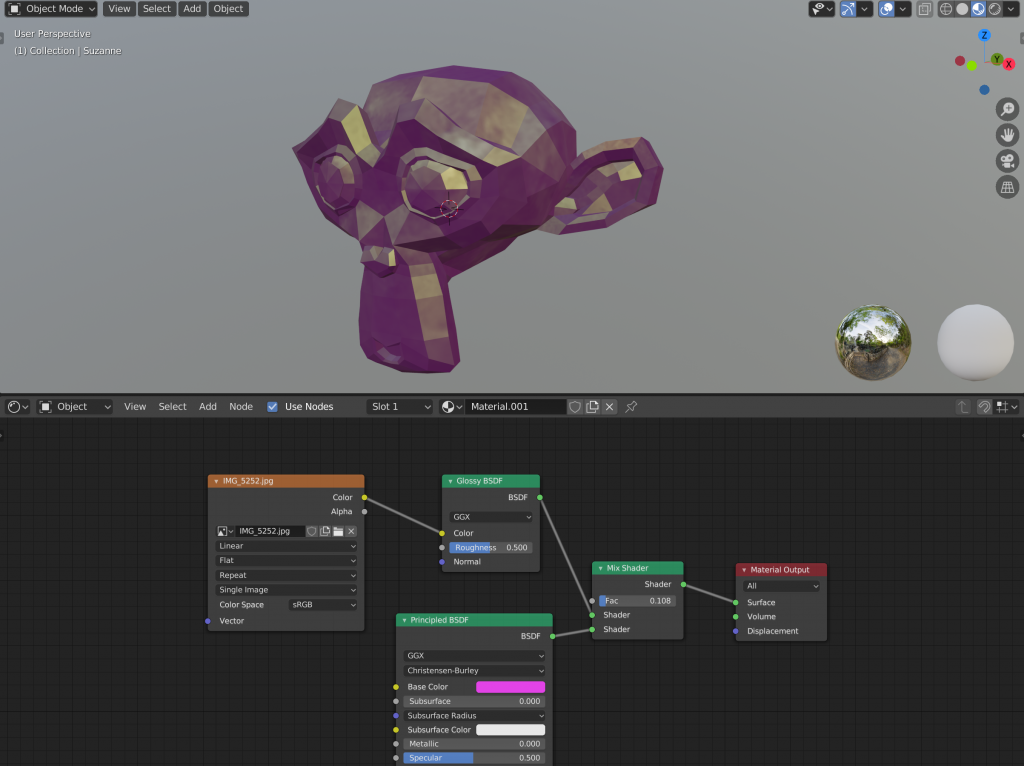 Object Mode View Select Add Object
User Perspective
(1) Collection | Suzanne
Z
Y
X
Object View Select Add Node Use Nodes Slot 1 Material.001
IMG_5252.jpg
Color
Alpha
IMG_5252.jpg
Linear
Flat
Repeat
Single Image
Color Space sRGB
Vector
Glossy BSDF
BSDF
GGX
Color
Roughness 0.500
Normal
Principled BSDF
BSDF
GGX
Christensen-Burley
Base Color
Subsurface 0.000
Subsurface Radius
Subsurface Color
Metallic 0.000
Specular 0.500
Mix Shader
Shader
Fac 0.108
Shader
Shader
Material Output
All
Surface
Volume
Displacement